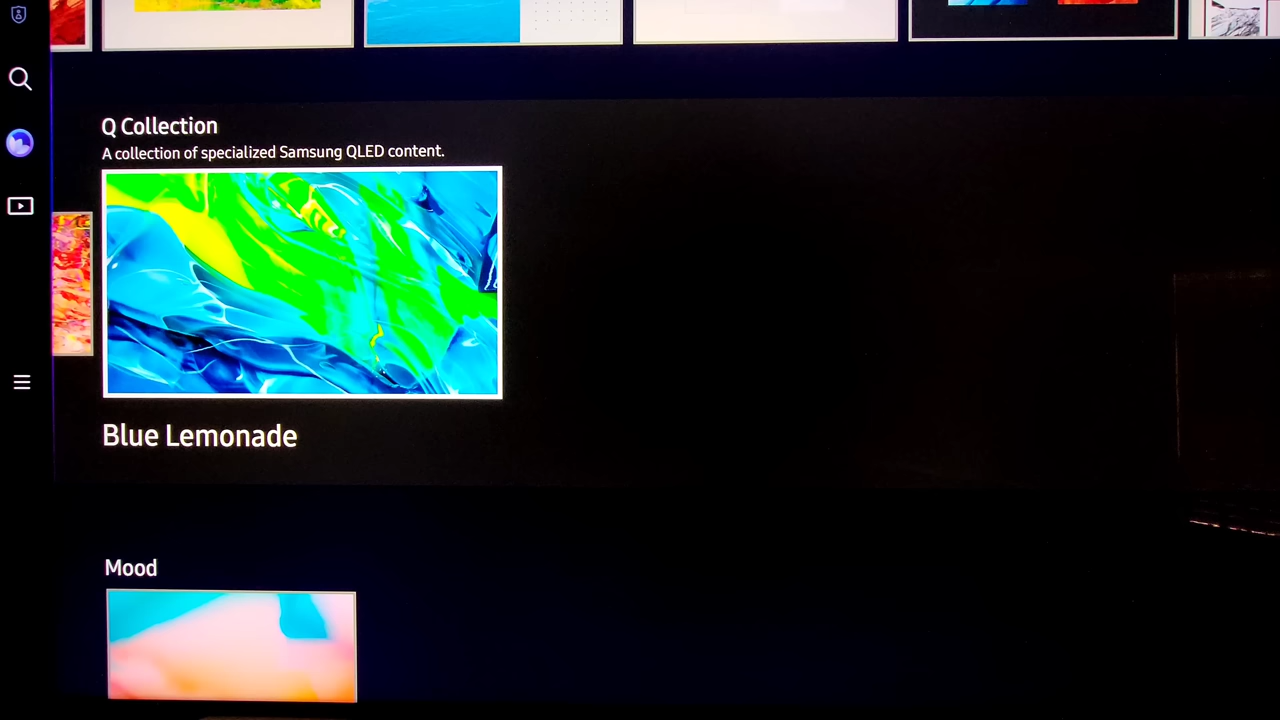 Q Collection
A collection of specialized Samsung QLED content.
Blue Lemonade
Mood